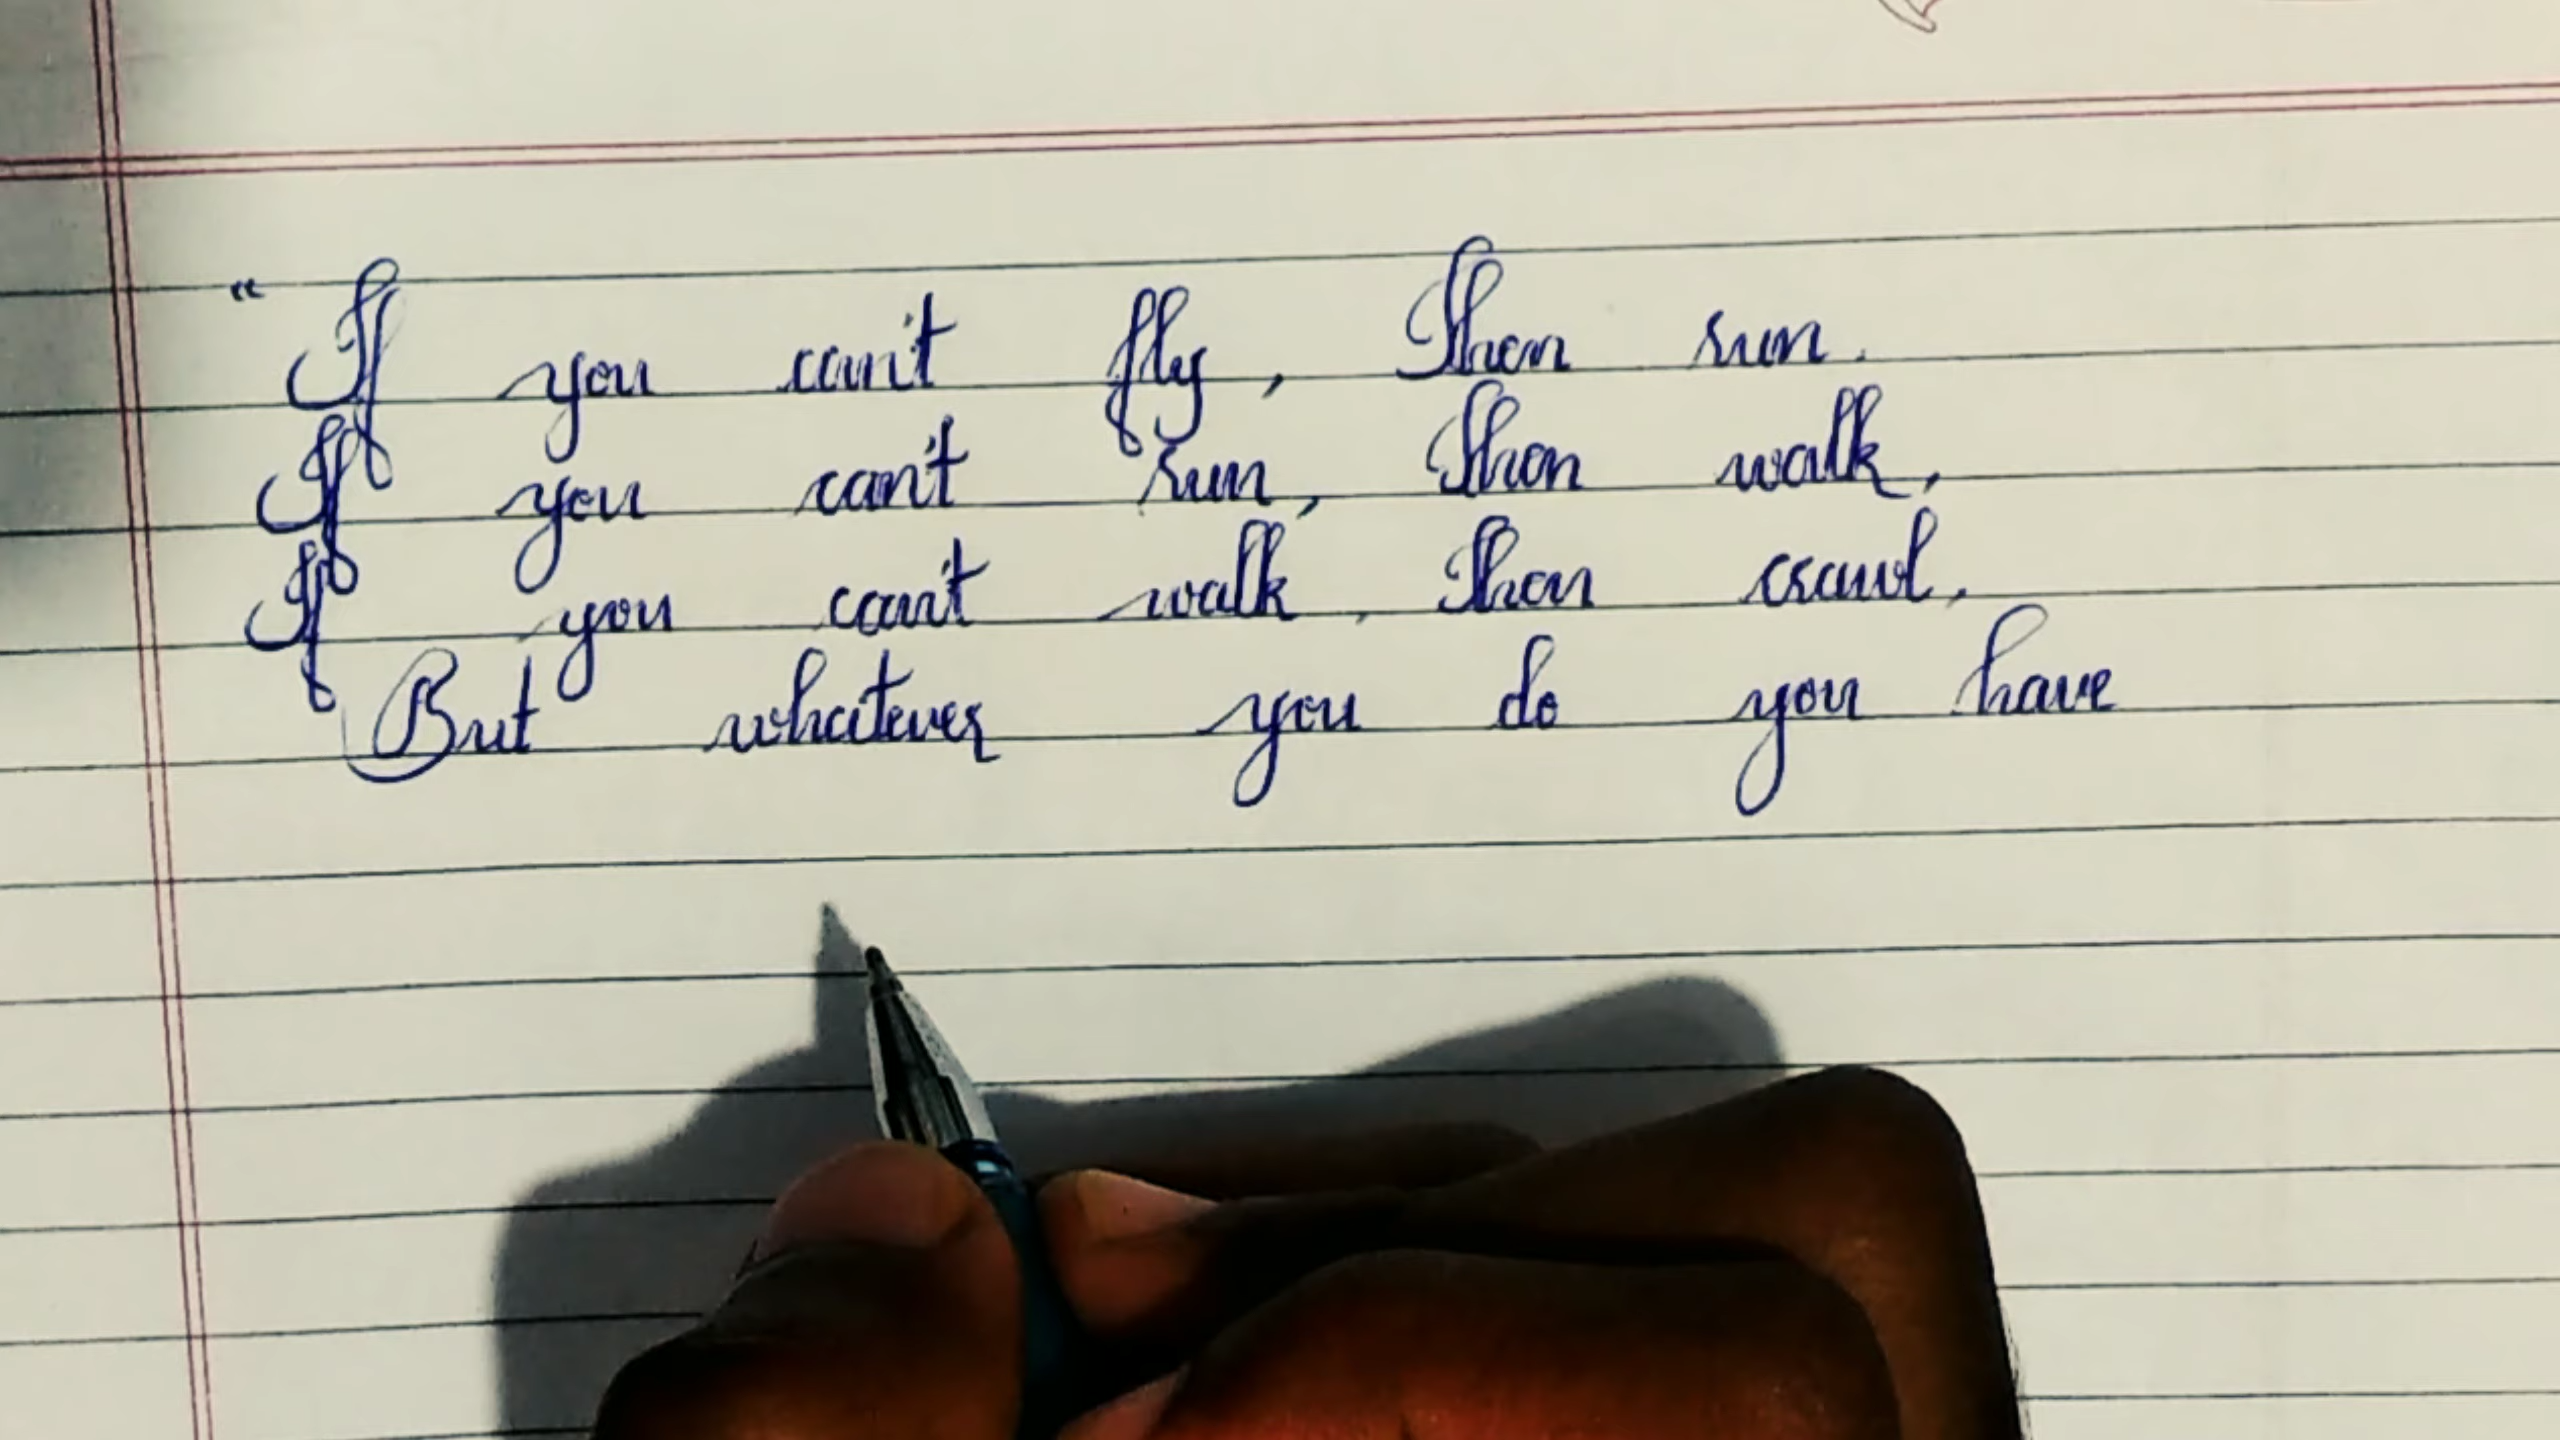 “ If you can't fly, Then run.
If you can't run, Then walk,
If you can't walk, Then crawl,
But whatever you do you have